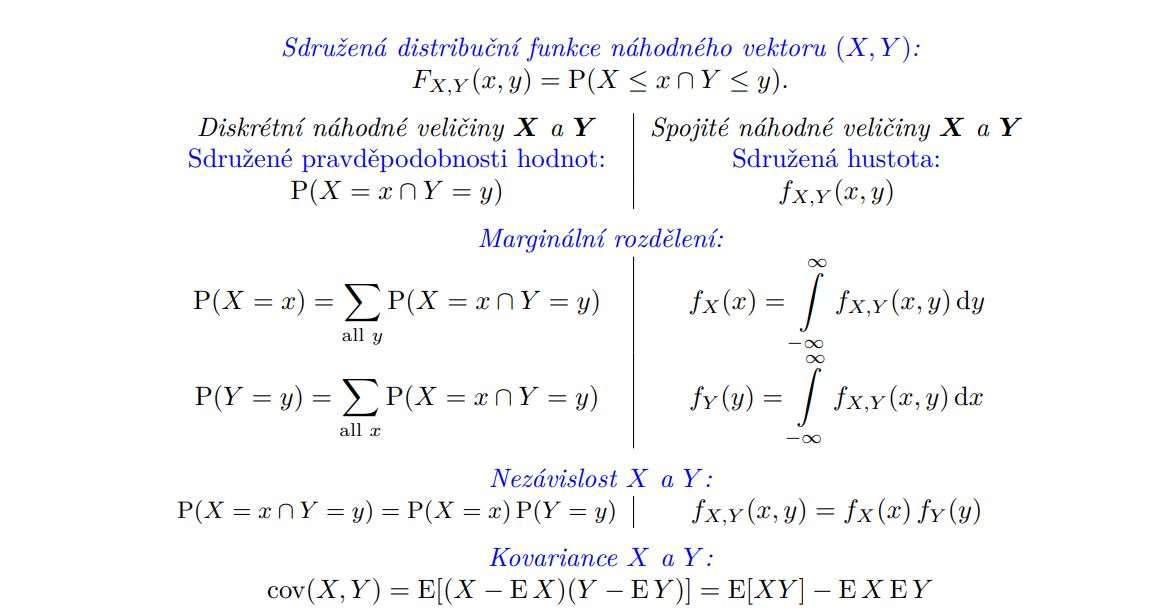 Sdružená distribuční funkce náhodného vektoru (X, Y):
F_{X,Y}(x, y) = P(X ≤ x ∩ Y ≤ y).
Diskrétní náhodné veličiny X a Y
Sdružené pravděpodobnosti hodnot:
P(X = x ∩ Y = y)
Spojité náhodné veličiny X a Y
Sdružená hustota:
f_{X,Y}(x, y)
Marginální rozdělení:
P(X = x) = ∑_{all y} P(X = x ∩ Y = y)
f_X(x) = ∫_{−∞}^{∞} f_{X,Y}(x, y) dy
P(Y = y) = ∑_{all x} P(X = x ∩ Y = y)
f_Y(y) = ∫_{−∞}^{∞} f_{X,Y}(x, y) dx
Nezávislost X a Y:
P(X = x ∩ Y = y) = P(X = x) P(Y = y)
f_{X,Y}(x, y) = f_X(x) f_Y(y)
Kovariance X a Y:
cov(X, Y) = E[(X − E X)(Y − E Y)] = E[XY] − E X E Y